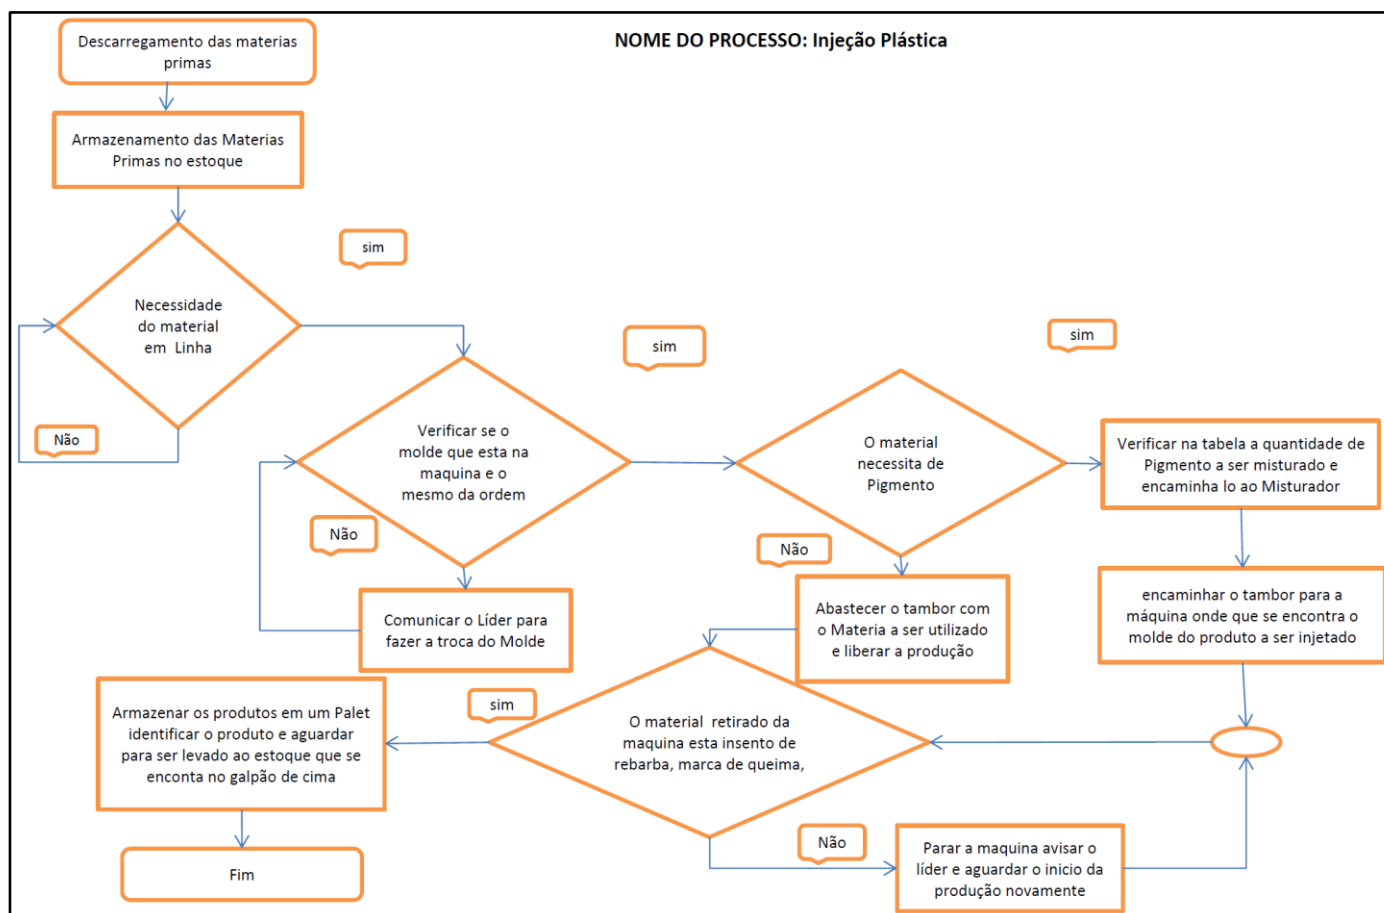 NOME DO PROCESSO: Injeção Plástica
Descarregamento das materias
primas
Armazenamento das Materias
Primas no estoque
sim
Necessidade
do material
em Linha
Não
sim
Verificar se o
molde que esta na
maquina e o
mesmo da ordem
Não
Comunicar o Líder para
fazer a troca do Molde
sim
O material
necessita de
Pigmento
Não
Verificar na tabela a quantidade de
Pigmento a ser misturado e
encaminha lo ao Misturador
encaminhar o tambor para a
máquina onde que se encontra o
molde do produto a ser injetado
Abastecer o tambor com
o Materia a ser utilizado
e liberar a produção
O material retirado da
maquina esta insento de
rebarba, marca de queima,
sim
Armazenar os produtos em um Palet
identificar o produto e aguardar
para ser levado ao estoque que se
enconta no galpão de cima
Não
Parar a maquina avisar o
líder e aguardar o inicio da
produção novamente
Fim